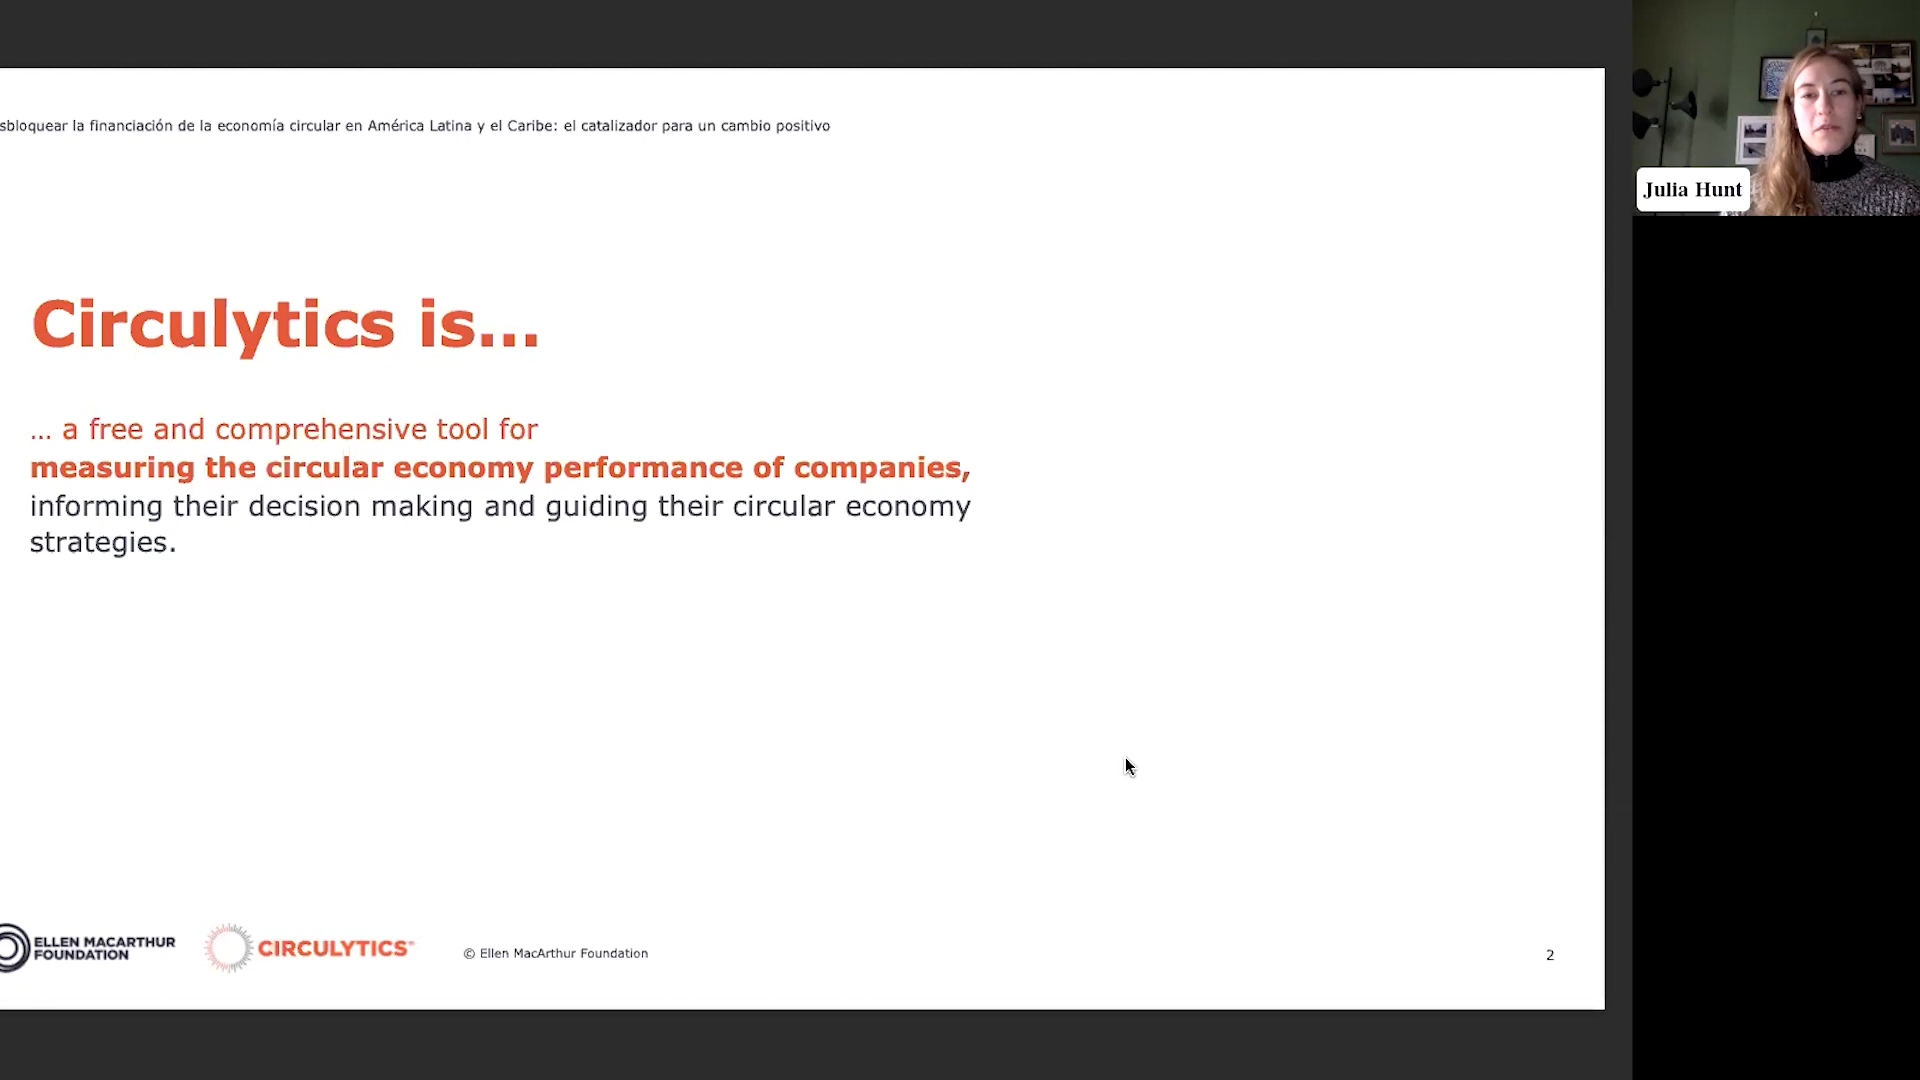 sbloquear la financiación de la economía circular en América Latina y el Caribe: el catalizador para un cambio positivo
Julia Hunt
Circulytics is...
... a free and comprehensive tool for
measuring the circular economy performance of companies,
informing their decision making and guiding their circular economy
strategies.
ELLEN MACARTHUR
FOUNDATION
CIRCULYTICS
© Ellen MacArthur Foundation
2